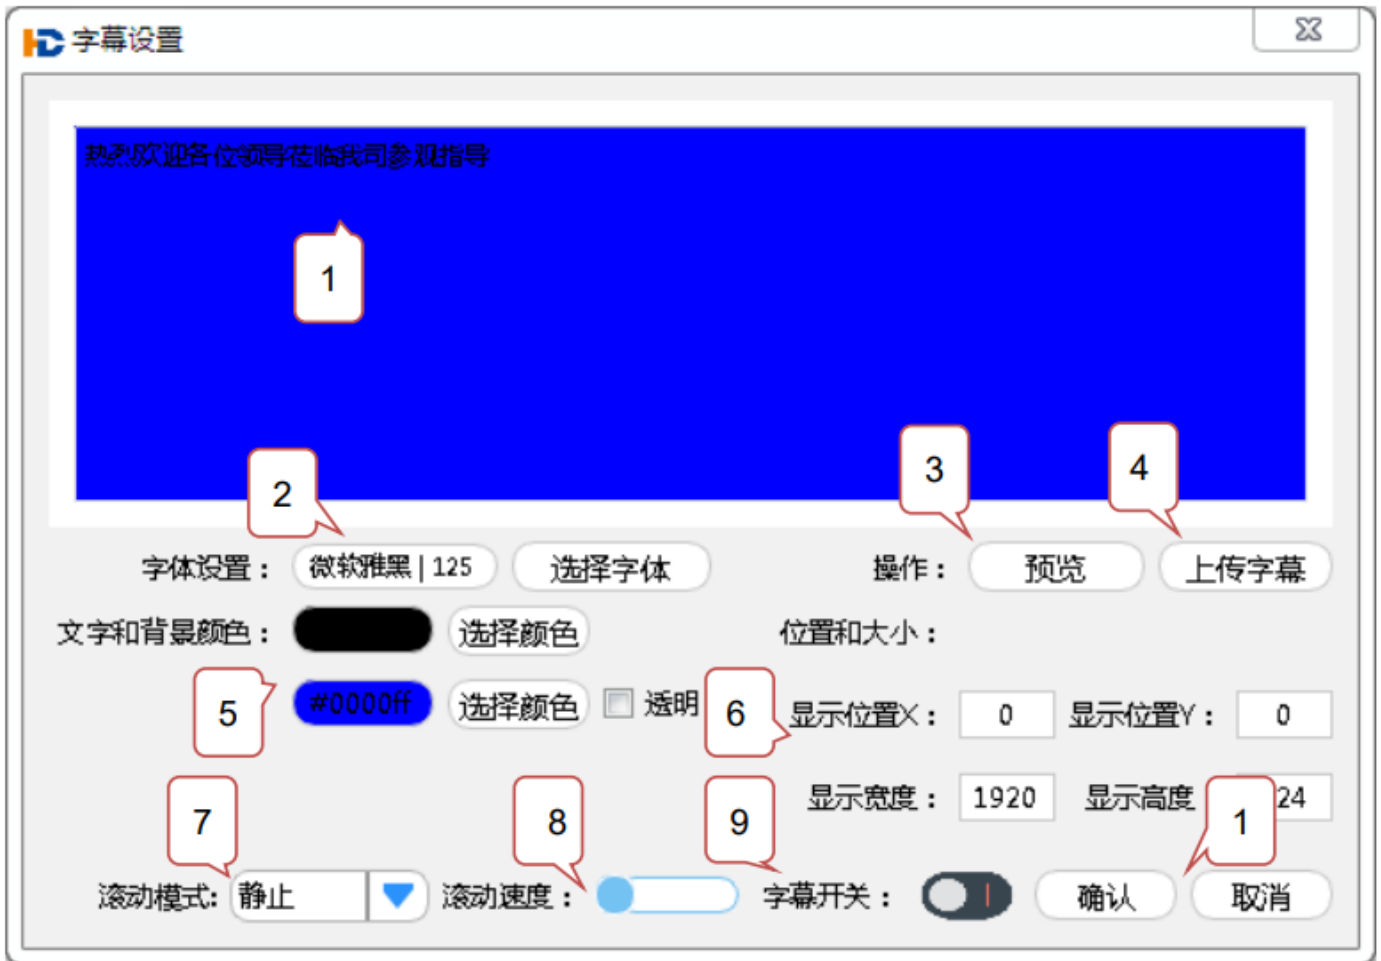 HD 字幕设置
热烈欢迎各位领导莅临我司参观指导
1
2
3
4
字体设置： 微软雅黑 | 125 选择字体 操作： 预览 上传字幕
文字和背景颜色： 选择颜色 位置和大小：
5 #0000ff 选择颜色 透明 6 显示位置X： 0 显示位置Y： 0
显示宽度： 1920 显示高度 24
7 8 9 1
滚动模式: 静止 滚动速度： 字幕开关： 确认 取消